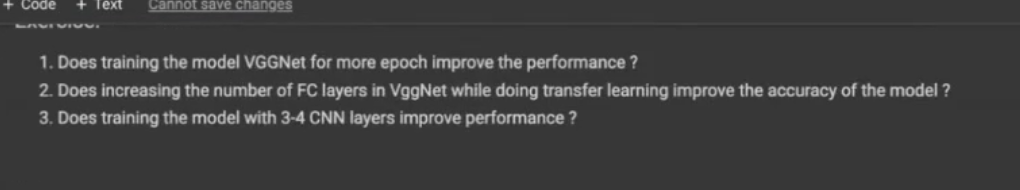 + Code + Text Cannot save changes
Exercise:
1. Does training the model VGGNet for more epoch improve the performance ?
2. Does increasing the number of FC layers in VggNet while doing transfer learning improve the accuracy of the model ?
3. Does training the model with 3-4 CNN layers improve performance ?